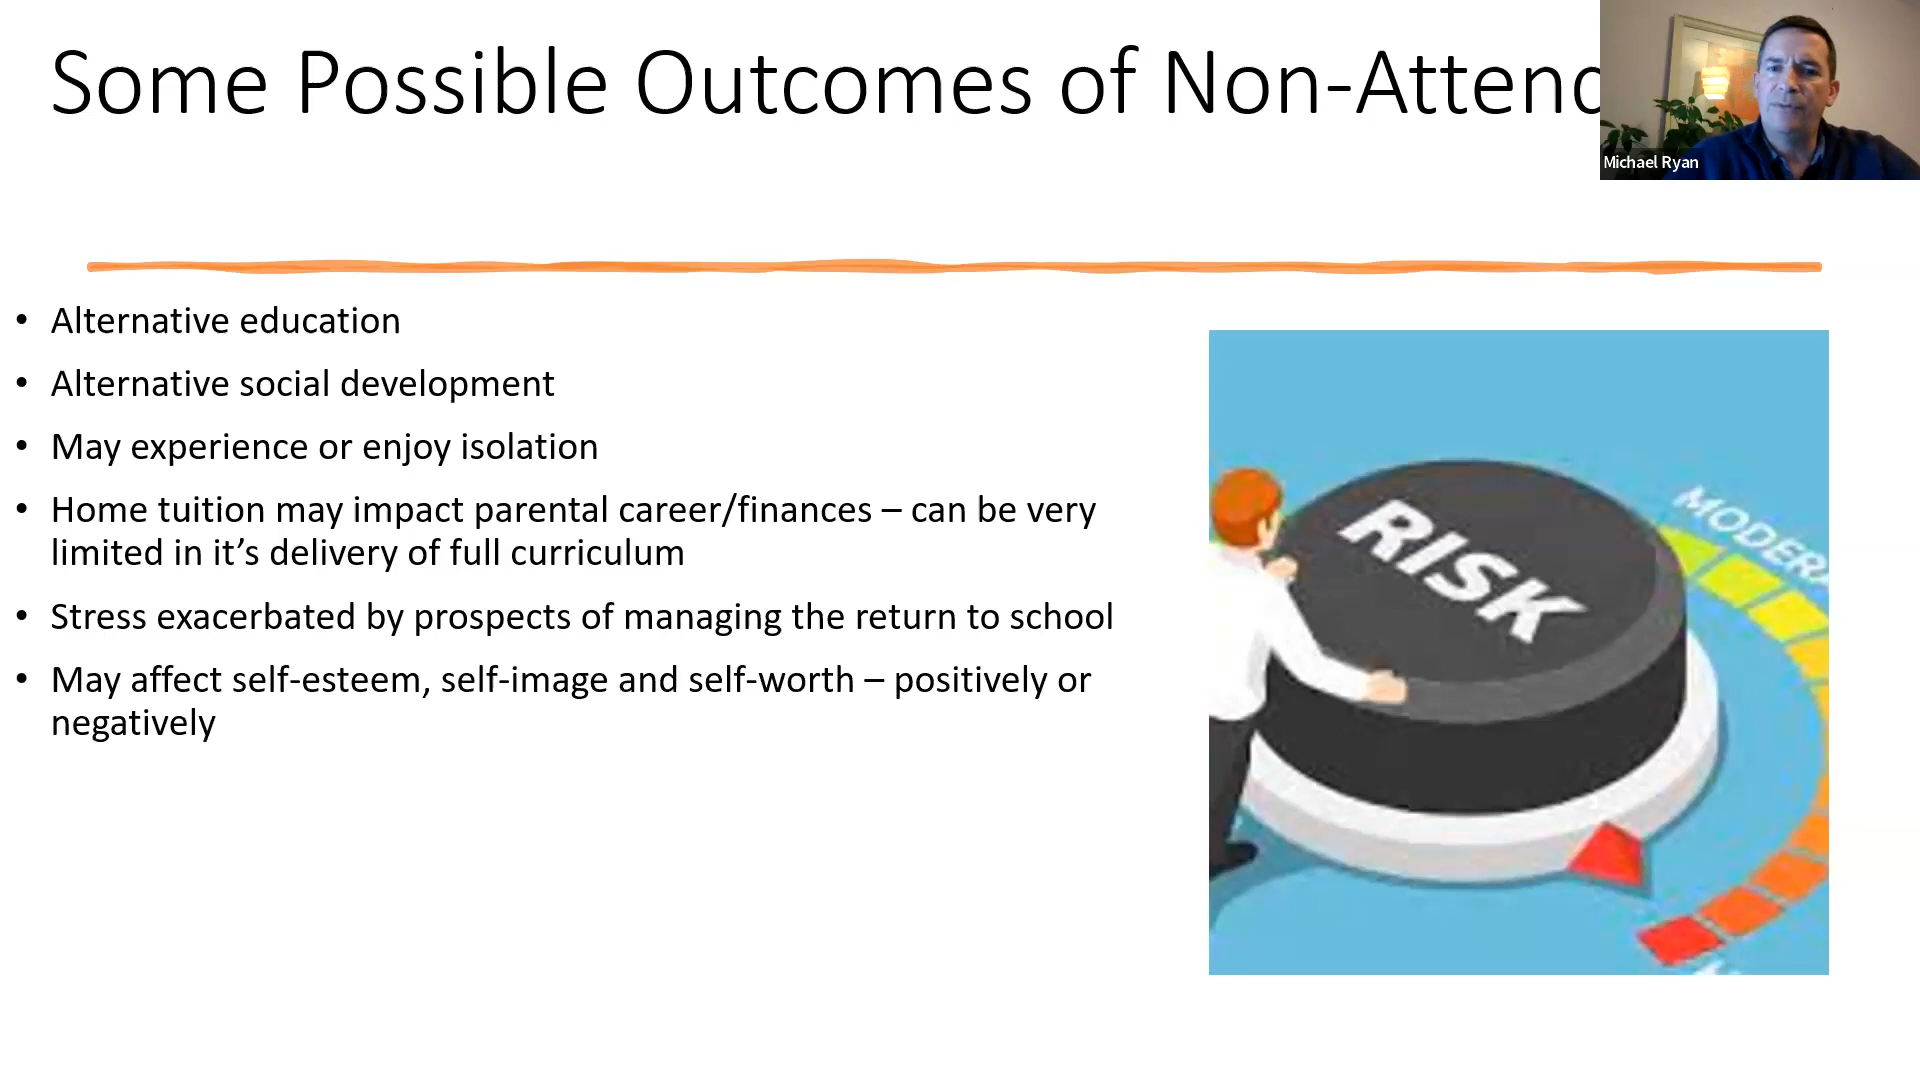 Some Possible Outcomes of Non-Attend
Michael Ryan
• Alternative education
• Alternative social development
• May experience or enjoy isolation
• Home tuition may impact parental career/finances – can be very
limited in it’s delivery of full curriculum
• Stress exacerbated by prospects of managing the return to school
• May affect self-esteem, self-image and self-worth – positively or
negatively
RISK
MODERA